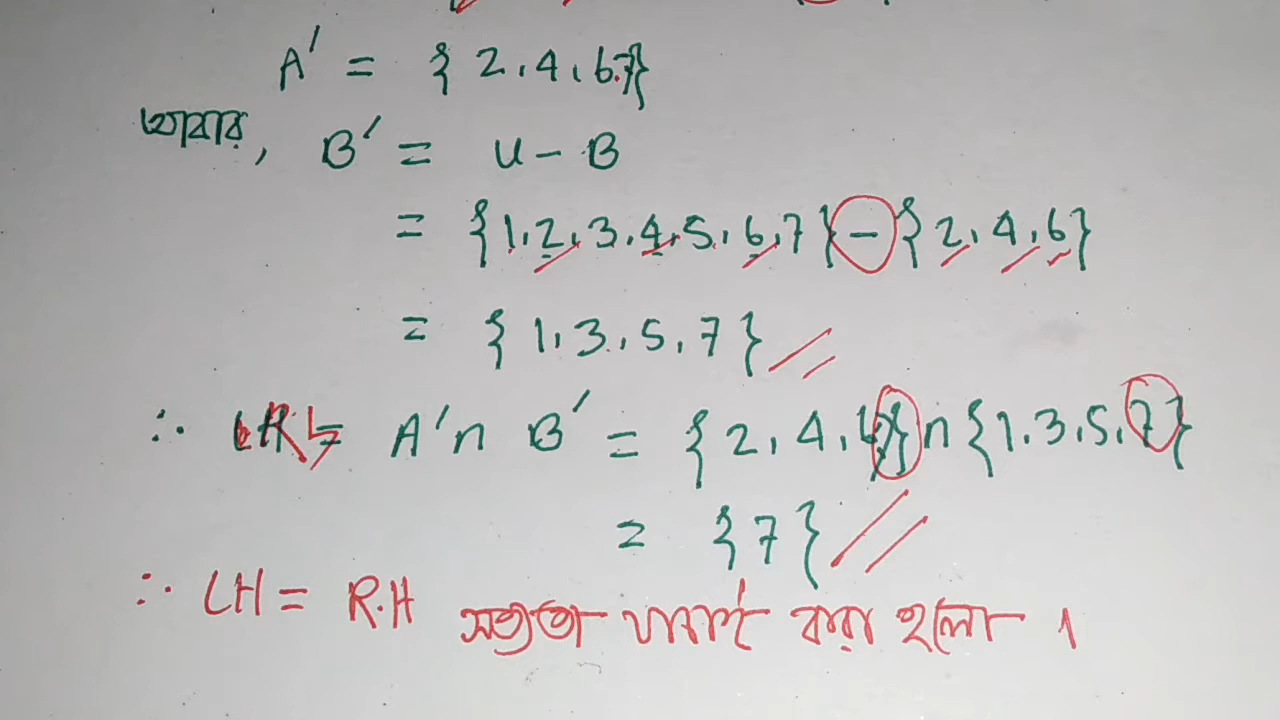 A′ = { 2, 4, 6, 7}
আবার, B′ = U - B
= {1, 2, 3, 4, 5, 6, 7} - {2, 4, 6}
= {1, 3, 5, 7}
∴ A′ ∩ B′ = {2, 4, 6, 7} ∩ {1, 3, 5, 7}
= {7}
∴ LH = R.H সত্যতা যাচাই করা হলো।